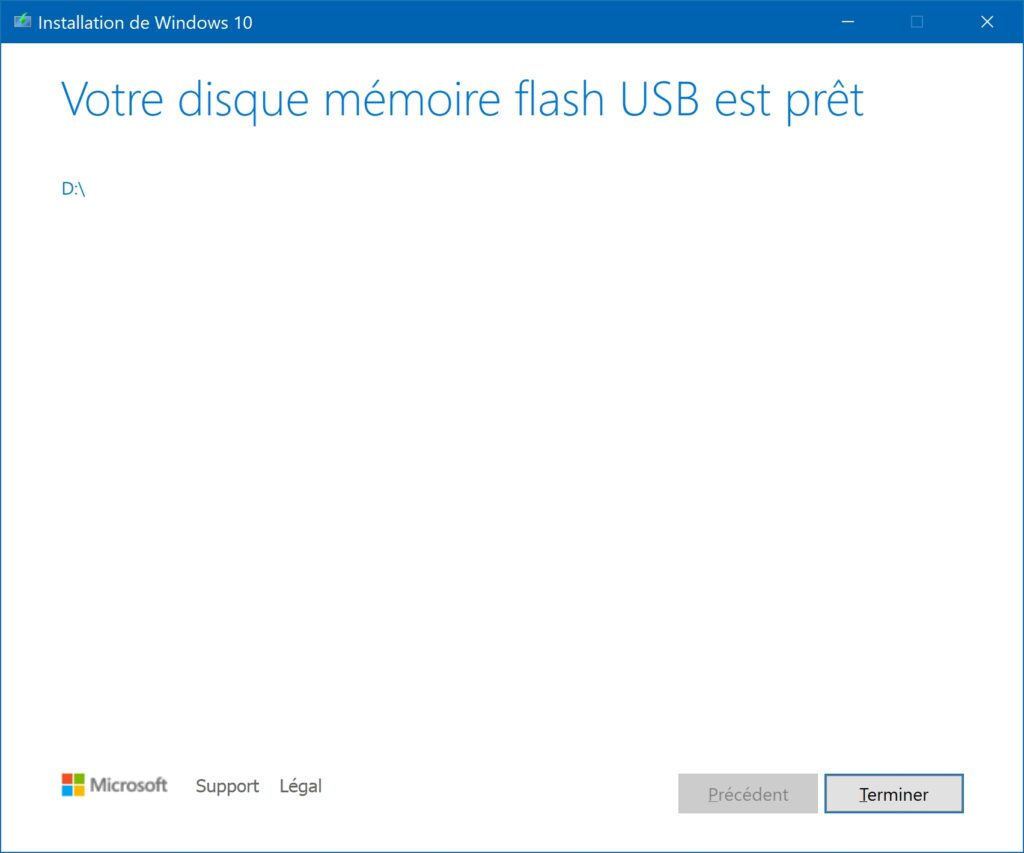 Installation de Windows 10
Votre disque mémoire flash USB est prêt
D:\
Microsoft Support Légal Précédent Terminer